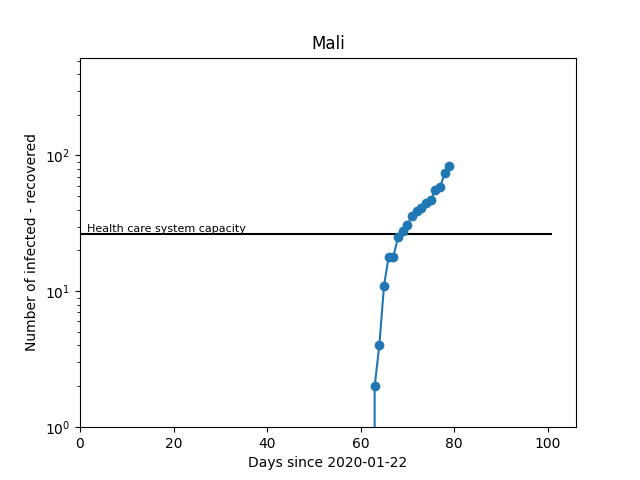 Mali
Number of infected - recovered
10²
10¹
10⁰
Health care system capacity
0 20 40 60 80 100
Days since 2020-01-22